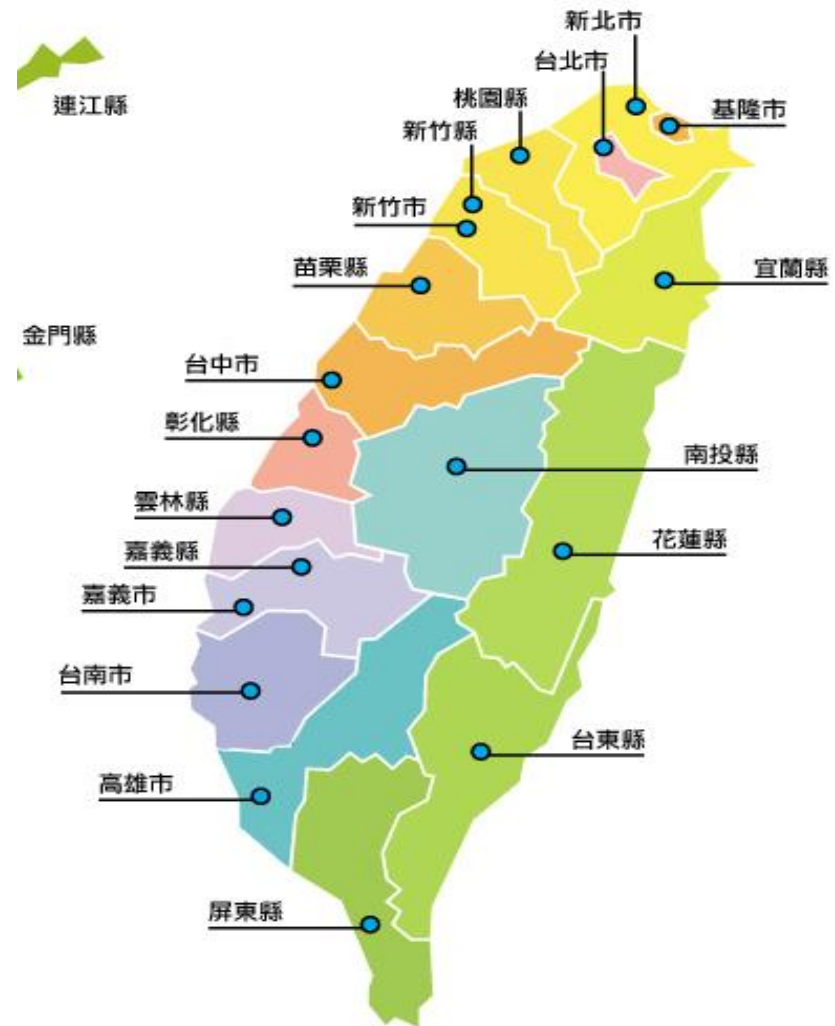 新北市
台北市
連江縣
桃園縣
基隆市
新竹縣
新竹市
苗栗縣
宜蘭縣
金門縣
台中市
彰化縣
南投縣
雲林縣
花蓮縣
嘉義縣
嘉義市
台南市
台東縣
高雄市
屏東縣